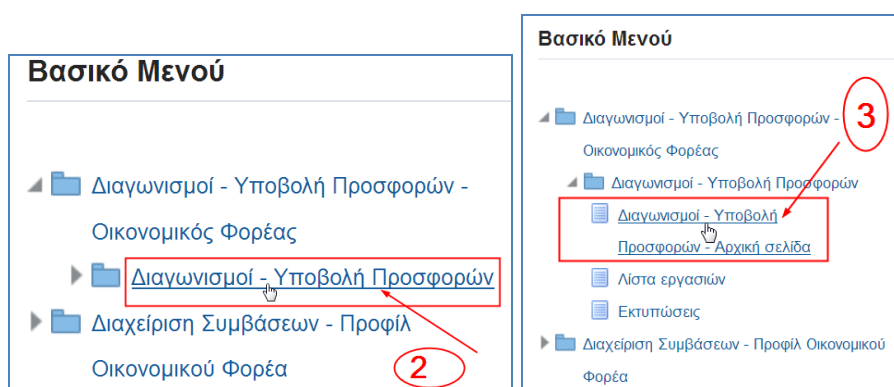 Βασικό Μενού
Διαγωνισμοί - Υποβολή Προσφορών -
Οικονομικός Φορέας
Διαγωνισμοί - Υποβολή Προσφορών
Διαχείριση Συμβάσεων - Προφίλ
Οικονομικού Φορέα
2
Βασικό Μενού
Διαγωνισμοί - Υποβολή Προσφορών -
3
Οικονομικός Φορέας
Διαγωνισμοί - Υποβολή Προσφορών
Διαγωνισμοί - Υποβολή
Προσφορών - Αρχική σελίδα
Λίστα εργασιών
Εκτυπώσεις
Διαχείριση Συμβάσεων - Προφίλ Οικονομικού
Φορέα